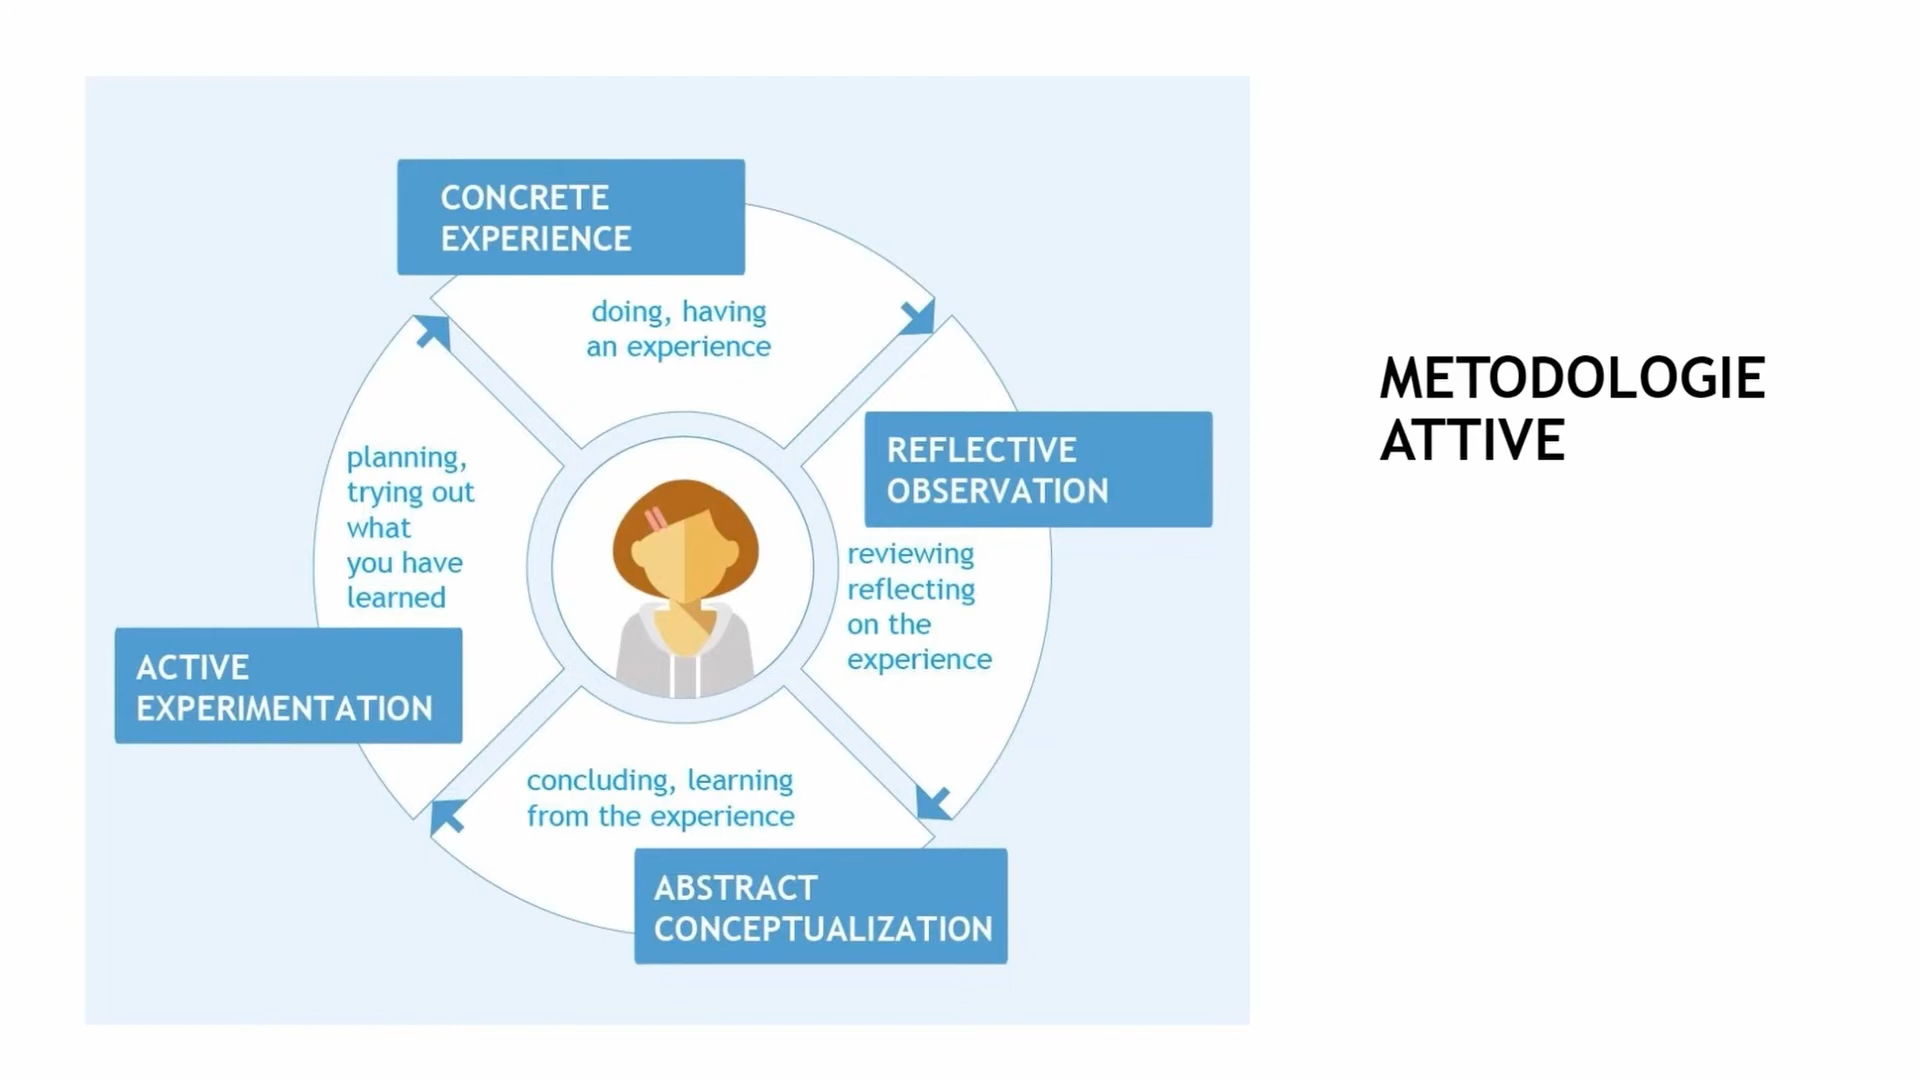 CONCRETE
EXPERIENCE
doing, having
an experience
REFLECTIVE
OBSERVATION
reviewing
reflecting
on the
experience
ABSTRACT
CONCEPTUALIZATION
concluding, learning
from the experience
ACTIVE
EXPERIMENTATION
planning,
trying out
what
you have
learned
METODOLOGIE
ATTIVE